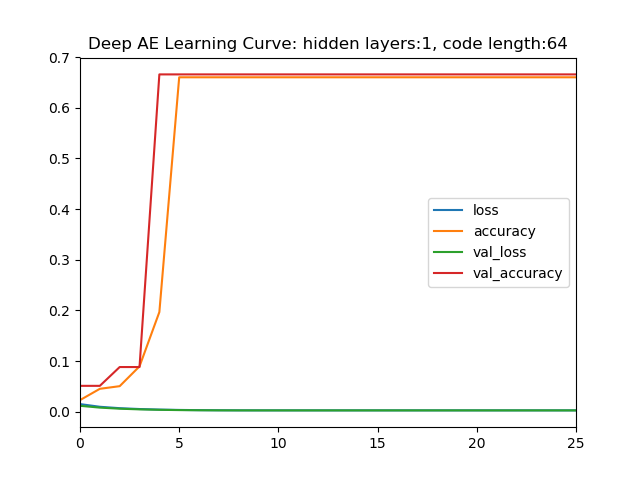 Deep AE Learning Curve: hidden layers:1, code length:64
0.7
0.6
0.5
0.4
0.3
0.2
0.1
0.0
loss
accuracy
val_loss
val_accuracy
0 5 10 15 20 25